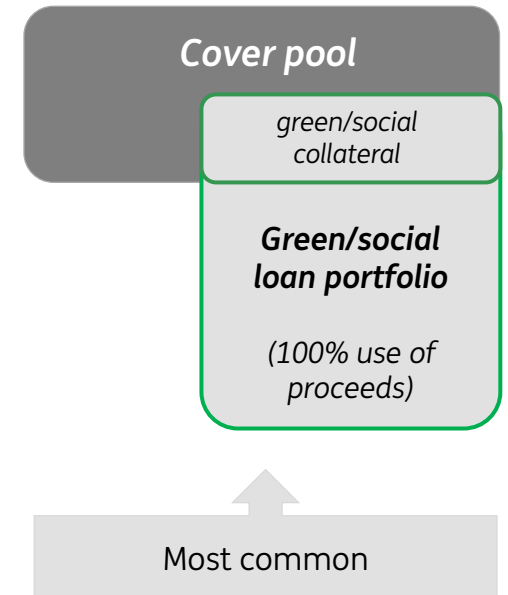 Cover pool
green/social
collateral
Green/social
loan portfolio
(100% use of
proceeds)
Most common